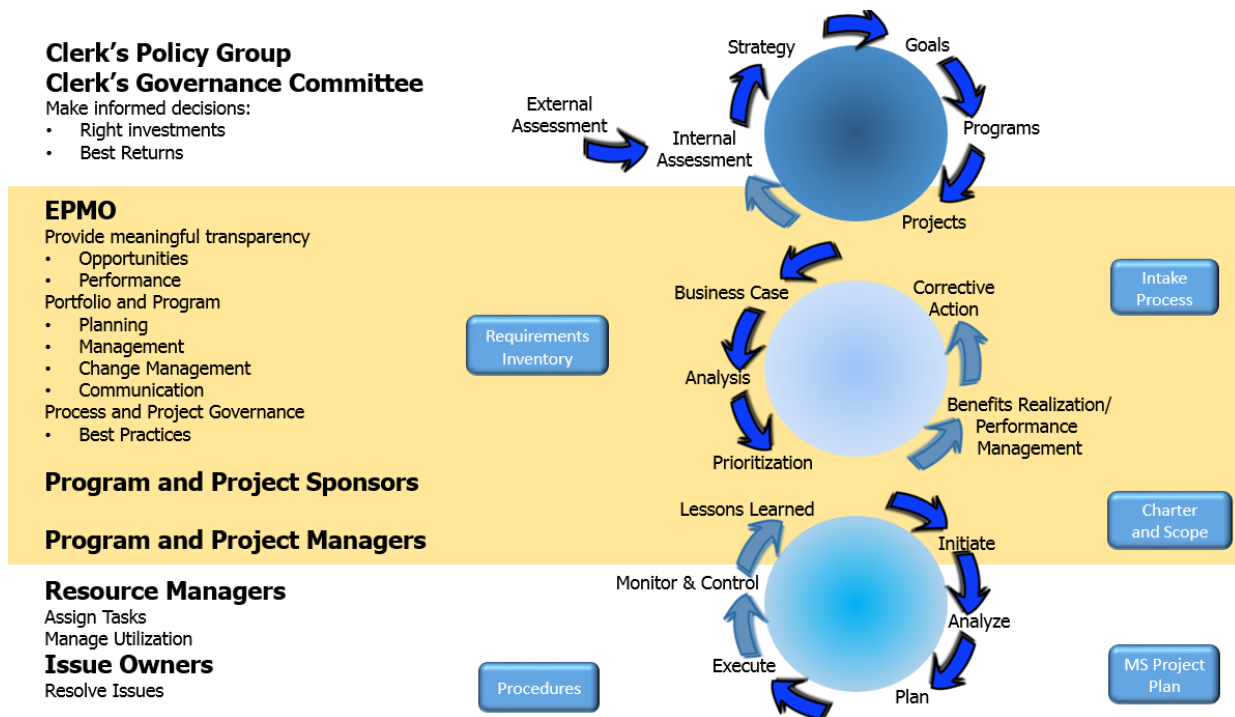 Clerk's Policy Group
Clerk's Governance Committee
Make informed decisions:
• Right investments
• Best Returns
External
Assessment
Internal
Assessment
Strategy
Goals
Programs
Projects
EPMO
Provide meaningful transparency
• Opportunities
• Performance
Portfolio and Program
• Planning
• Management
• Change Management
• Communication
Process and Project Governance
• Best Practices
Program and Project Sponsors
Program and Project Managers
Requirements
Inventory
Business Case
Analysis
Prioritization
Corrective
Action
Benefits Realization/
Performance
Management
Intake
Process
Charter
and Scope
Resource Managers
Assign Tasks
Manage Utilization
Issue Owners
Resolve Issues
Procedures
Lessons Learned
Monitor & Control
Execute
Initiate
Analyze
Plan
MS Project
Plan